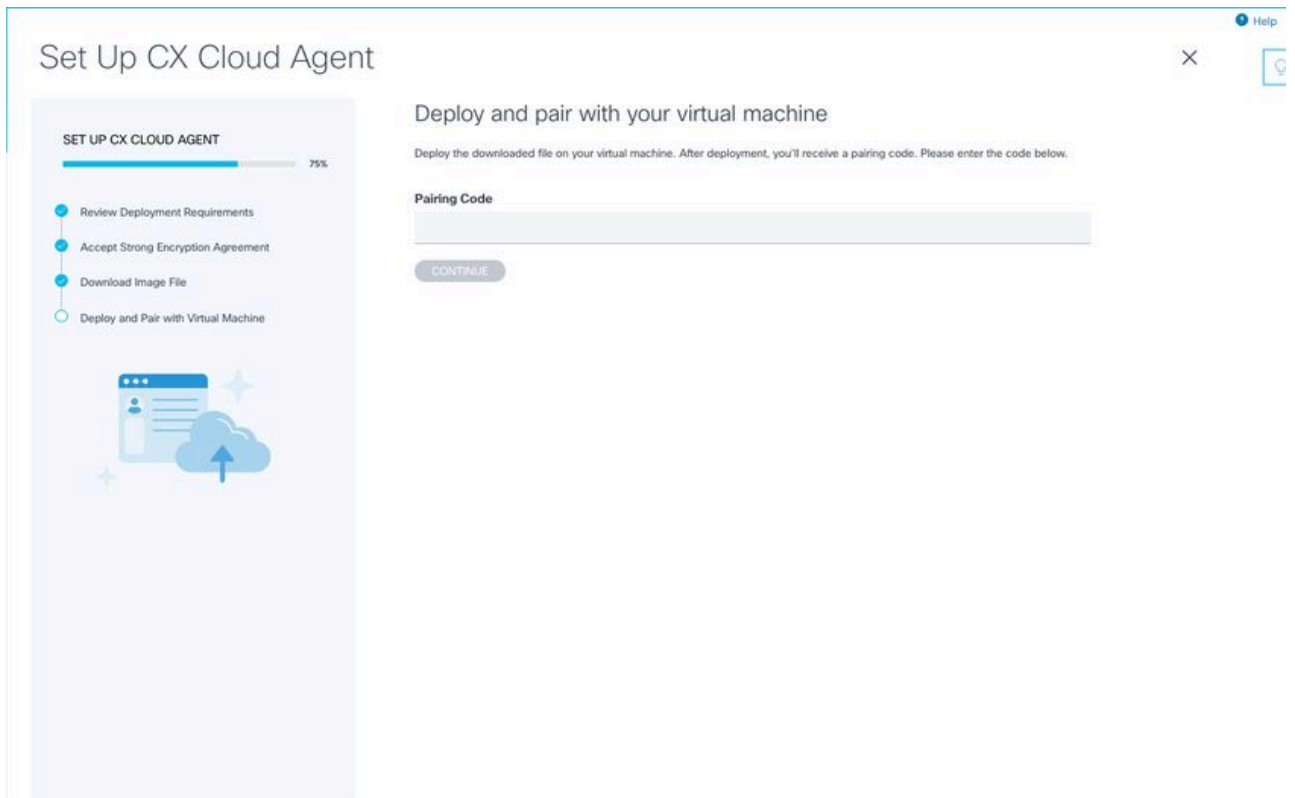 Help
Set Up CX Cloud Agent
SET UP CX CLOUD AGENT
75%
Review Deployment Requirements
Accept Strong Encryption Agreement
Download Image File
Deploy and Pair with Virtual Machine
Deploy and pair with your virtual machine
Deploy the downloaded file on your virtual machine. After deployment, you'll receive a pairing code. Please enter the code below.
Pairing Code
CONTINUE